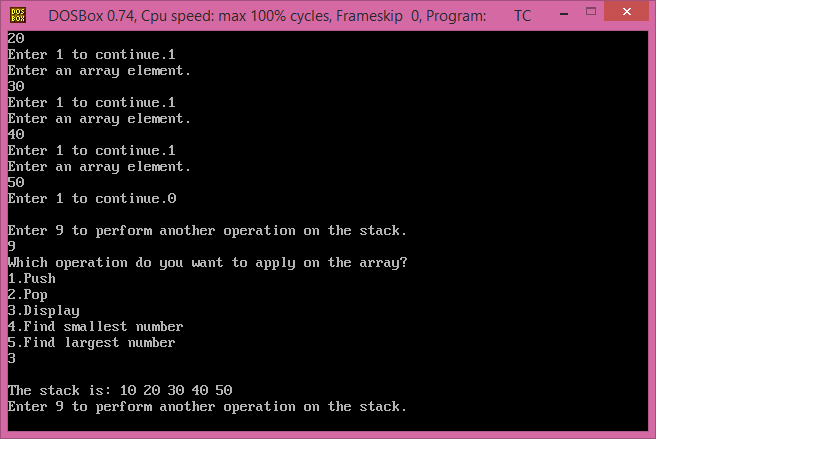 DOS
BOX
DOSBox 0.74, Cpu speed: max 100% cycles, Frameskip 0, Program: TC
20
Enter 1 to continue.1
Enter an array element.
30
Enter 1 to continue.1
Enter an array element.
40
Enter 1 to continue.1
Enter an array element.
50
Enter 1 to continue.0
Enter 9 to perform another operation on the stack.
9
Which operation do you want to apply on the array?
1.Push
2.Pop
3.Display
4.Find smallest number
5.Find largest number
3
The stack is: 10 20 30 40 50
Enter 9 to perform another operation on the stack.